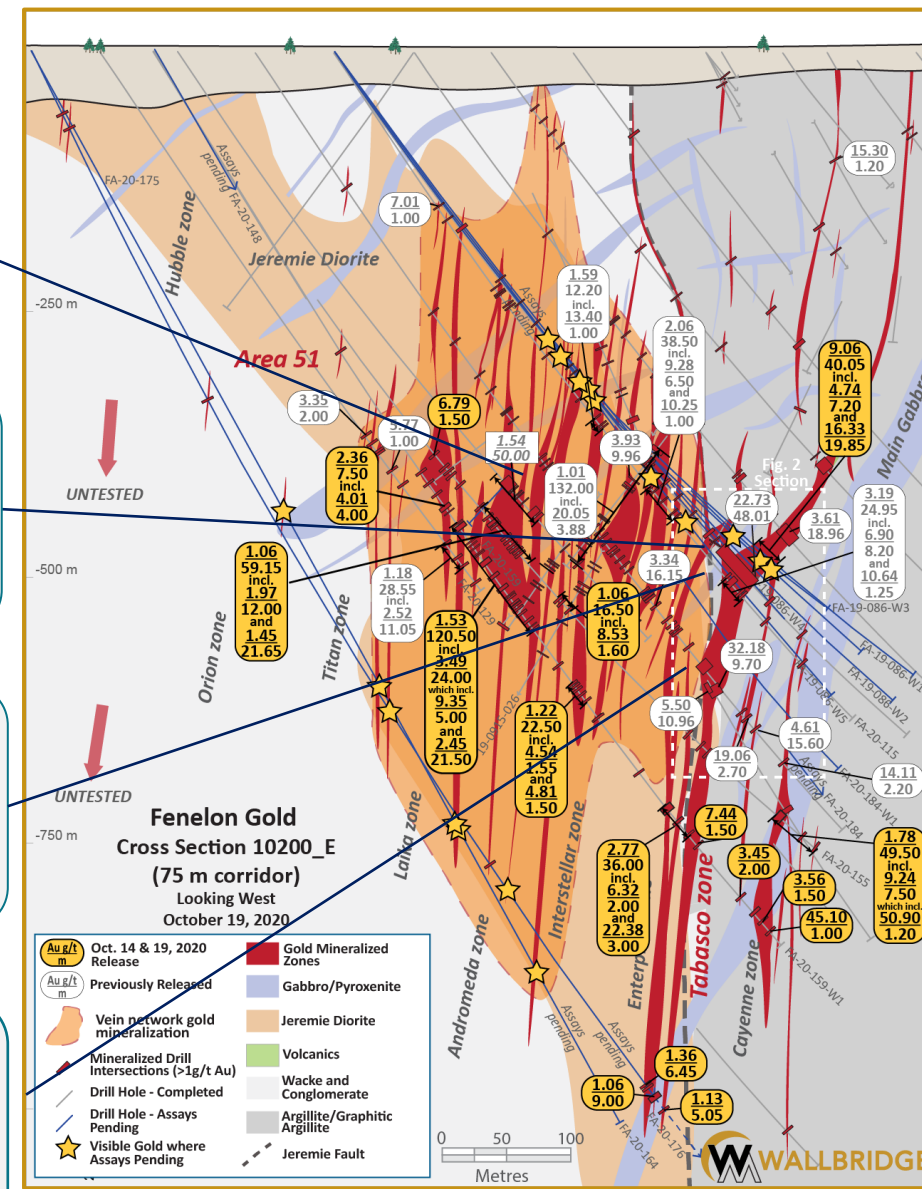 15.30
1.20
FA-20-175
Assays
pending
FA-20-148
7.01
1.00
Hubble zone
Jeremie Diorite
-250 m
Assays
pending
1.59
12.20
incl.
13.40
1.00
2.06
38.50
incl.
9.28
6.50
and
10.25
1.00
9.06
40.05
incl.
4.74
7.20
and
16.33
19.85
Main Gabbro
Area 51
3.35
2.00
5.77
1.00
6.79
1.50
1.54
50.00
3.93
9.96
UNTESTED
2.36
7.50
incl.
4.01
4.00
1.01
132.00
incl.
20.05
3.88
Fig. 2
Section
22.73
48.01
3.61
18.96
3.19
24.95
incl.
6.90
8.20
and
10.64
1.25
-500 m
1.06
59.15
incl.
1.97
12.00
and
1.45
21.65
1.18
28.55
incl.
2.52
11.05
1.06
16.50
incl.
8.53
1.60
3.34
16.15
FA-19-086-W3
19-086-W4
FA-19-086-W2
FA-20-115
Orion zone
Titan zone
1.53
120.50
incl.
3.49
24.00
which incl.
9.35
5.00
and
2.45
21.50
1.22
22.50
incl.
4.54
1.55
and
4.81
1.50
19-0915-026
32.18
9.70
5.50
10.96
19.06
2.70
4.61
15.60
14.11
2.20
Assays
pending
FA-20-184-W1
FA-20-184
FA-20-155
UNTESTED
-750 m
Fenelon Gold
Cross Section 10200_E
(75 m corridor)
Looking West
October 19, 2020
Laika zone
Andromeda zone
Interstellar zone
2.77
36.00
incl.
6.32
2.00
and
22.38
3.00
7.44
1.50
3.45
2.00
3.56
1.50
45.10
1.00
1.78
49.50
incl.
9.24
7.50
which incl.
50.90
1.20
Tabasco zone
Cayenne zone
FA-20-159-W1
Assays
pending
Assays
pending
1.06
9.00
1.36
6.45
1.13
5.05
FA-20-164
FA-20-176
Au g/t
m
Oct. 14 & 19, 2020
Release
Au g/t
m
Previously Released
Vein network gold
mineralization
Mineralized Drill
Intersections (>1g/t Au)
Drill Hole - Completed
Drill Hole - Assays
Pending
Visible Gold where
Assays Pending
Gold Mineralized
Zones
Gabbro/Pyroxenite
Jeremie Diorite
Volcanics
Wacke and
Conglomerate
Argillite/Graphitic
Argillite
Jeremie Fault
0 50 100
Metres
WALLBRIDGE